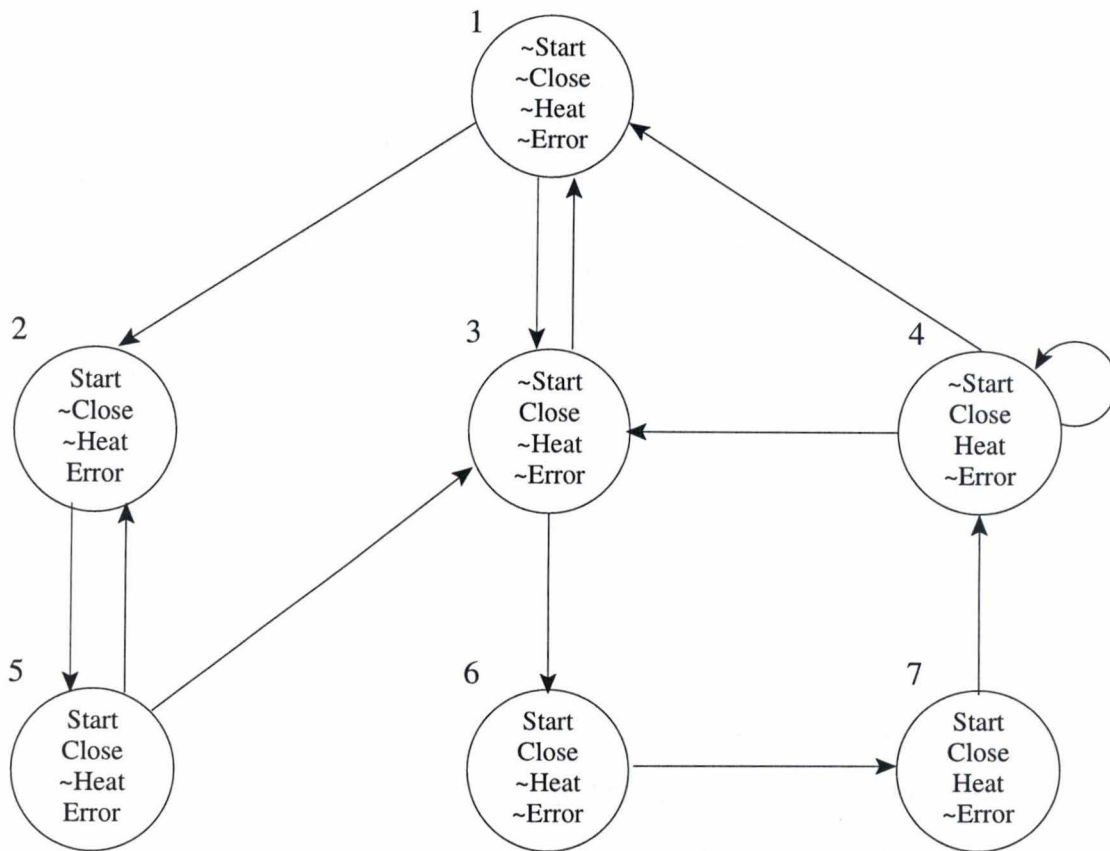 1
~Start
~Close
~Heat
~Error
2
Start
~Close
~Heat
Error
3
~Start
Close
~Heat
~Error
4
~Start
Close
Heat
~Error
5
Start
Close
~Heat
Error
6
Start
Close
~Heat
~Error
7
Start
Close
Heat
~Error